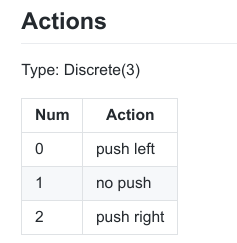 Actions
Type: Discrete(3)
Num Action
0 push left
1 no push
2 push right